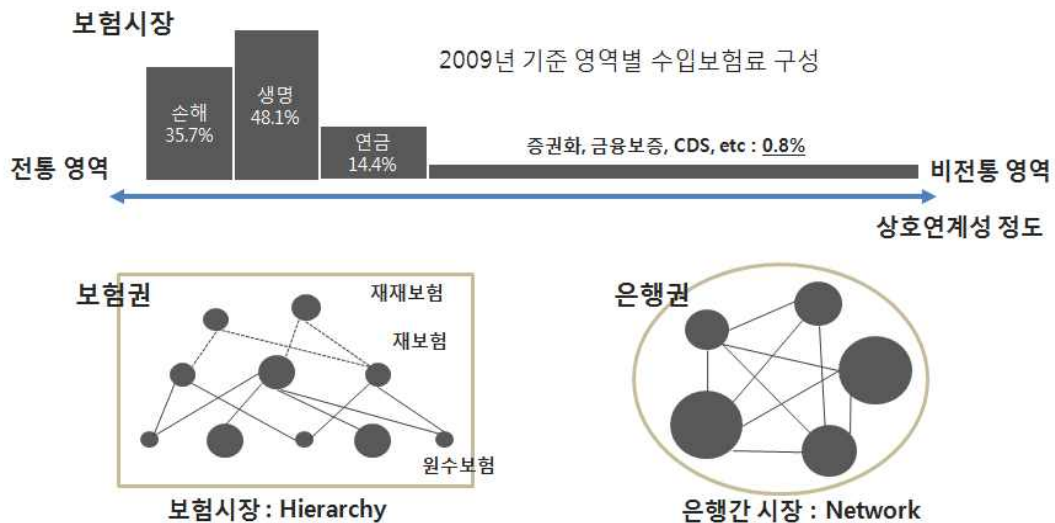 보험시장
2009년 기준 영역별 수입보험료 구성
손해
35.7%
생명
48.1%
연금
14.4%
증권화, 금융보증, CDS, etc : 0.8%
전통 영역
비전통 영역
상호연계성 정도
보험권
재재보험
재보험
원수보험
보험시장 : Hierarchy
은행권
은행간 시장 : Network